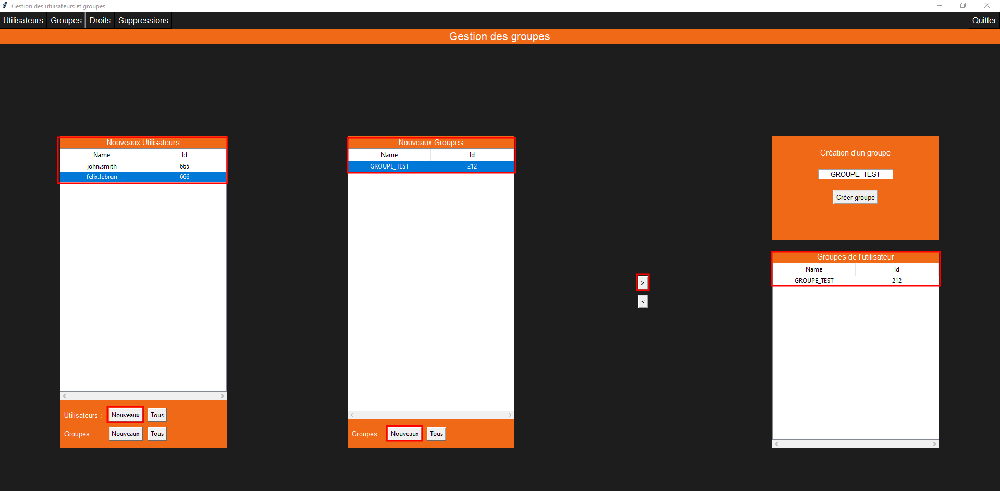 Gestion des utilisateurs et groupes
Utilisateurs Groupes Droits Suppressions Quitter
Gestion des groupes
Nouveaux Utilisateurs
Name Id
john.smith 665
felix.lebrun 666
Utilisateurs : Nouveaux Tous
Groupes : Nouveaux Tous
Nouveaux Groupes
Name Id
GROUPE_TEST 212
Groupes : Nouveaux Tous
>
<
Création d'un groupe
GROUPE_TEST
Créer groupe
Groupes de l'utilisateur
Name Id
GROUPE_TEST 212